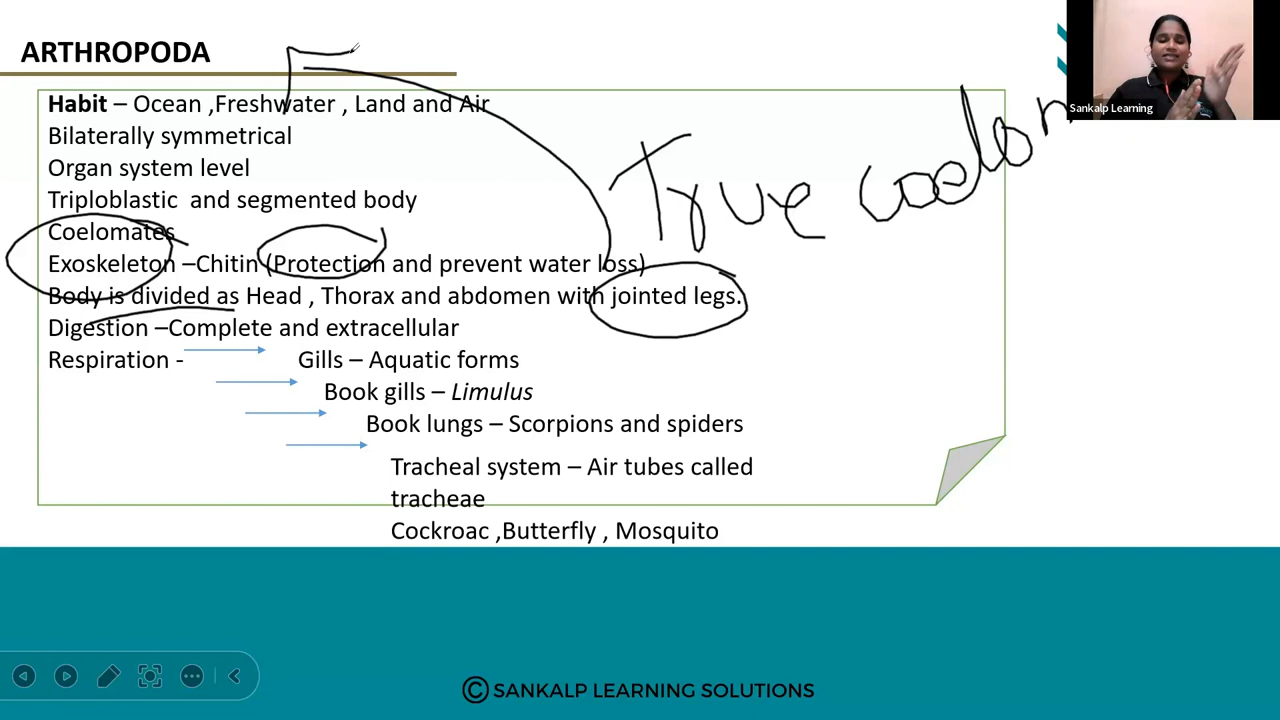 ARTHROPODA
Sankalp Learning
Habit – Ocean ,Freshwater , Land and Air
Bilaterally symmetrical
Organ system level
Triploblastic and segmented body
Coelomates
Exoskeleton –Chitin (Protection and prevent water loss)
Body is divided as Head , Thorax and abdomen with jointed legs.
Digestion –Complete and extracellular
Respiration - Gills – Aquatic forms
Book gills – Limulus
Book lungs – Scorpions and spiders
Tracheal system – Air tubes called
tracheae
Cockroac ,Butterfly , Mosquito
True coelom
© SANKALP LEARNING SOLUTIONS